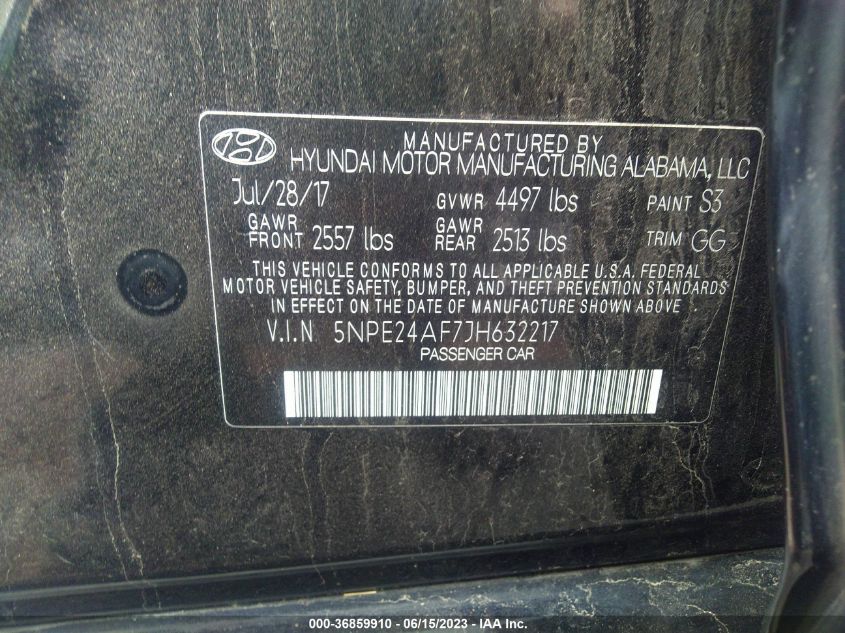 MANUFACTURED BY
HYUNDAI MOTOR MANUFACTURING ALABAMA, LLC
Jul/28/17 GVWR 4497 lbs PAINT S3
GAWR FRONT 2557 lbs GAWR REAR 2513 lbs TRIM GG
THIS VEHICLE CONFORMS TO ALL APPLICABLE U.S.A. FEDERAL
MOTOR VEHICLE SAFETY, BUMPER, AND THEFT PREVENTION STANDARDS
IN EFFECT ON THE DATE OF MANUFACTURE SHOWN ABOVE.
V.I.N 5NPE24AF7JH632217
PASSENGER CAR
000-36859910 - 06/15/2023 - © IAA Inc.